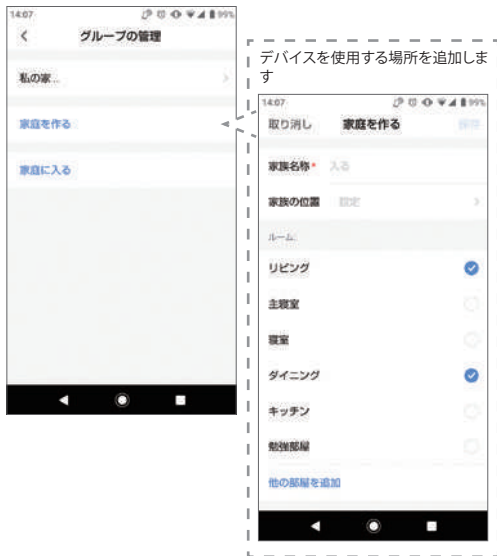 14:07
99%
グループの管理
私の家...
家庭を作る
家庭に入る
デバイスを使用する場所を追加しま
す
14:07
99%
取り消し 家庭を作る 保存
家族名称* 入る
家族の位置 設定
ルーム:
リビング
主寝室
寝室
ダイニング
キッチン
勉強部屋
他の部屋を追加